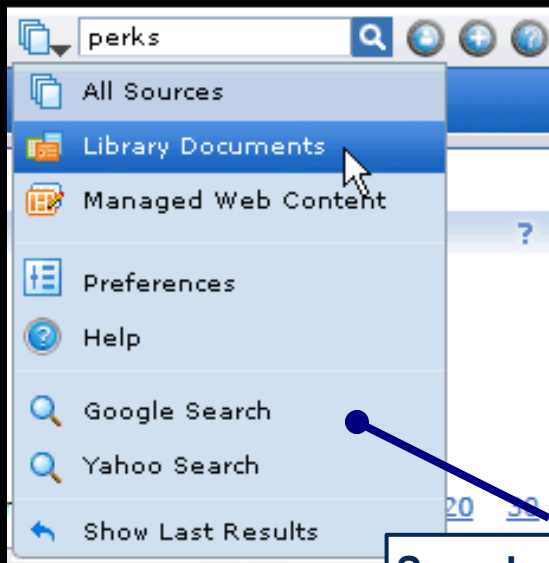 perks
All Sources
Library Documents
Managed Web Content
?
Preferences
Help
Google Search
Yahoo Search
20 30
Show Last Results